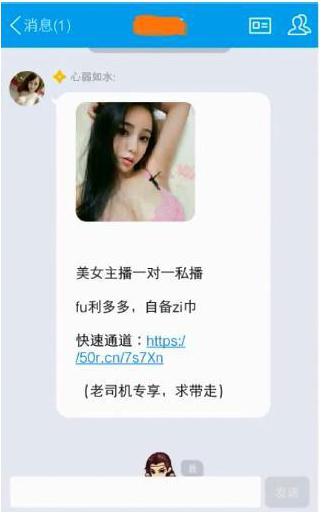 消息(1)
心弱如水:
美女主播一对一私播
fu利多多，自备zi巾
快速通道：https:/
/50r.cn/7s7Xn
（老司机专享，求带走）
发送